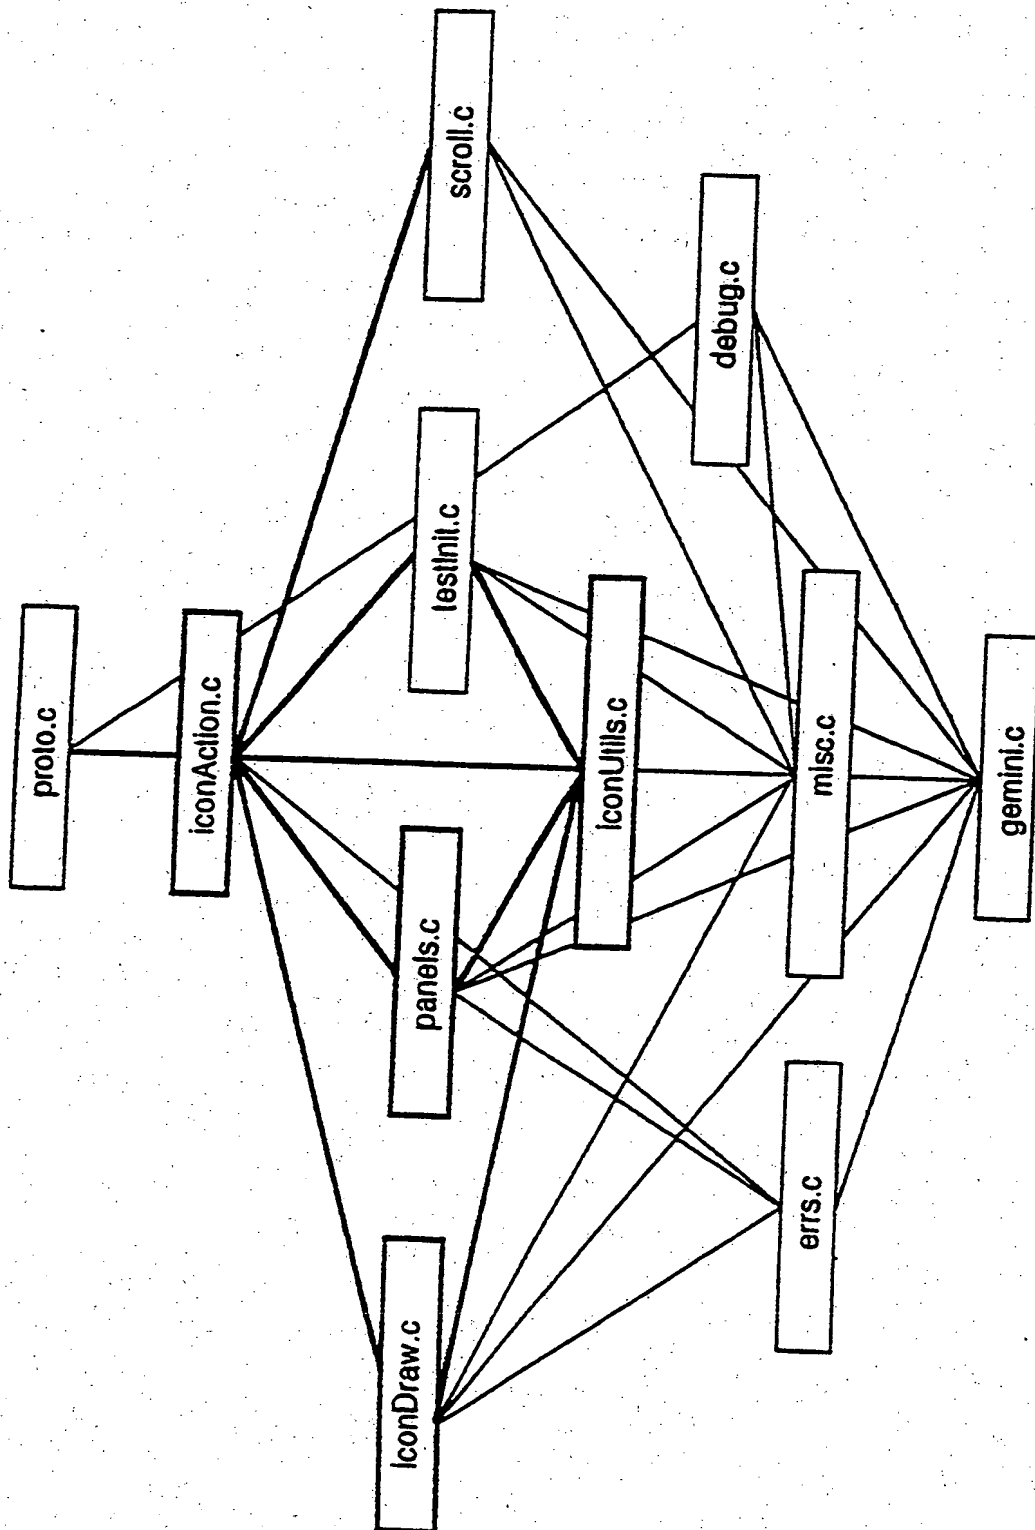 proto.c
iconAction.c
iconDraw.c
panels.c
testInit.c
scroll.c
iconUtils.c
errs.c
misc.c
debug.c
gemini.c